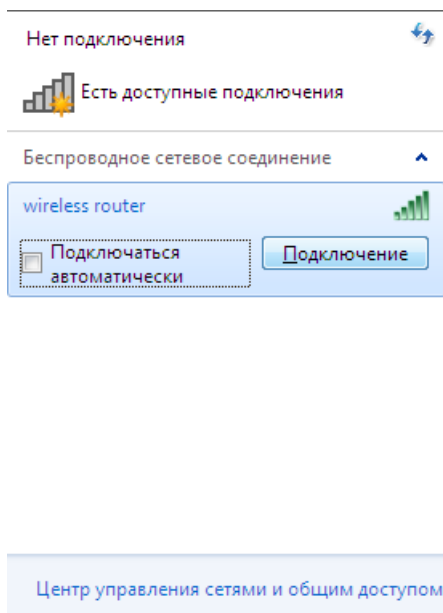 Нет подключения
Есть доступные подключения
Беспроводное сетевое соединение
wireless router
Подключаться
автоматически
Подключение
Центр управления сетями и общим доступом